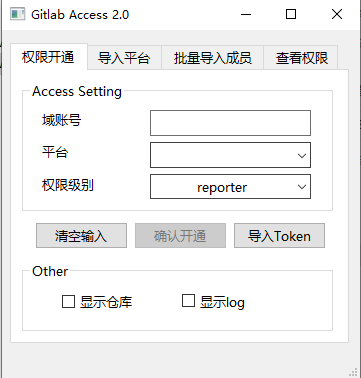 Gitlab Access 2.0
权限开通 导入平台 批量导入成员 查看权限
Access Setting
域账号
平台
权限级别 reporter
清空输入 确认开通 导入Token
Other
显示仓库 显示log